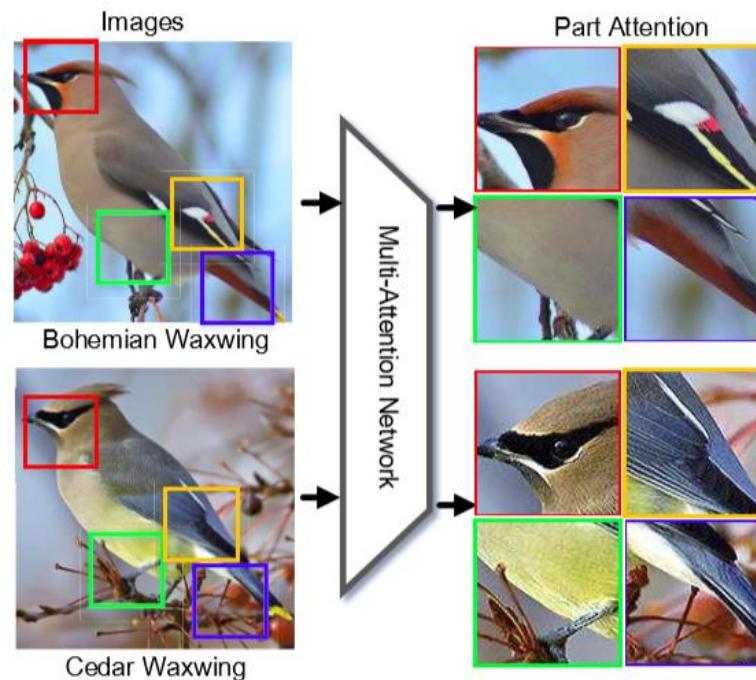 Images
Part Attention
Bohemian Waxwing
Multi-Attention Network
Cedar Waxwing